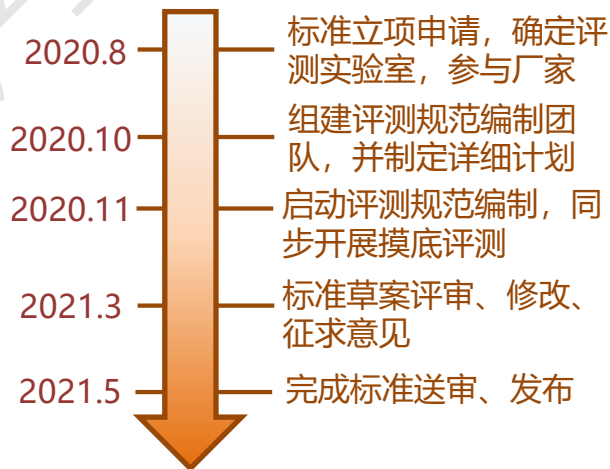 2020.8
标准立项申请，确定评
测实验室，参与厂家
2020.10
组建评测规范编制团
队，并制定详细计划
2020.11
启动评测规范编制，同
步开展摸底评测
2021.3
标准草案评审、修改、
征求意见
2021.5
完成标准送审、发布